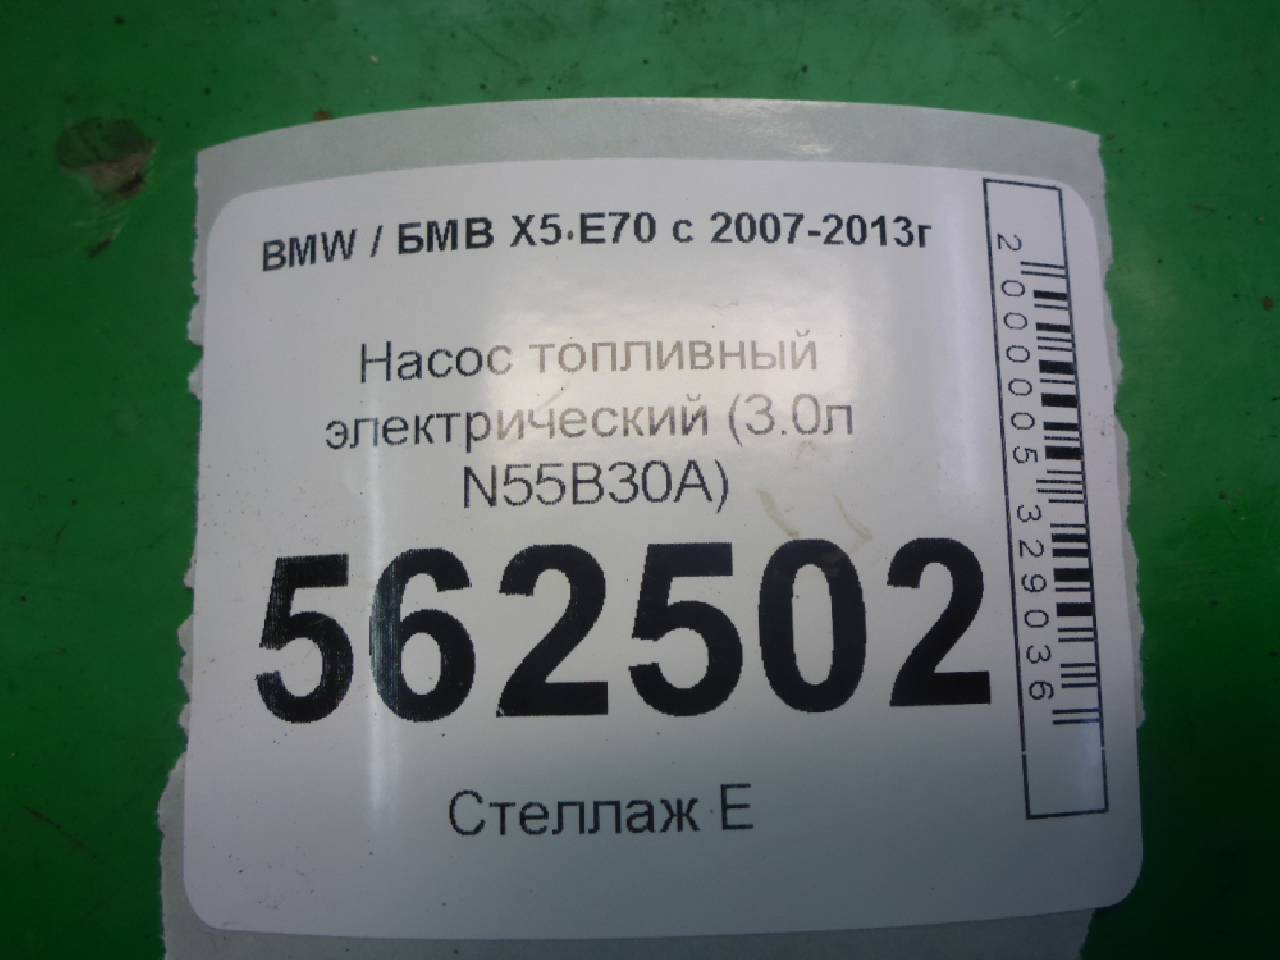 BMW / БМВ X5 E70 с 2007-2013г
Насос топливный
электрический (3.0л
N55B30A)
562502
Стеллаж E
2000005329036